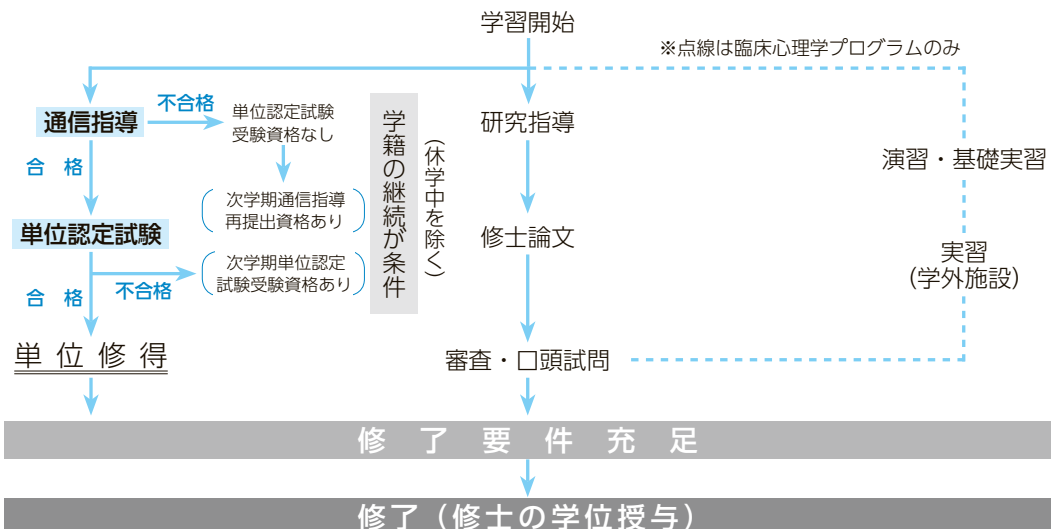 学習開始
※点線は臨床心理学プログラムのみ
通信指導
不合格
単位認定試験
受験資格なし
合 格
次学期通信指導
再提出資格あり
単位認定試験
次学期単位認定
試験受験資格あり
不合格
合 格
単 位 修 得
学籍の継続が条件
(休学中を除く)
研究指導
修士論文
審査・口頭試問
演習・基礎実習
実習
(学外施設)
修 了 要 件 充 足
修了(修士の学位授与)